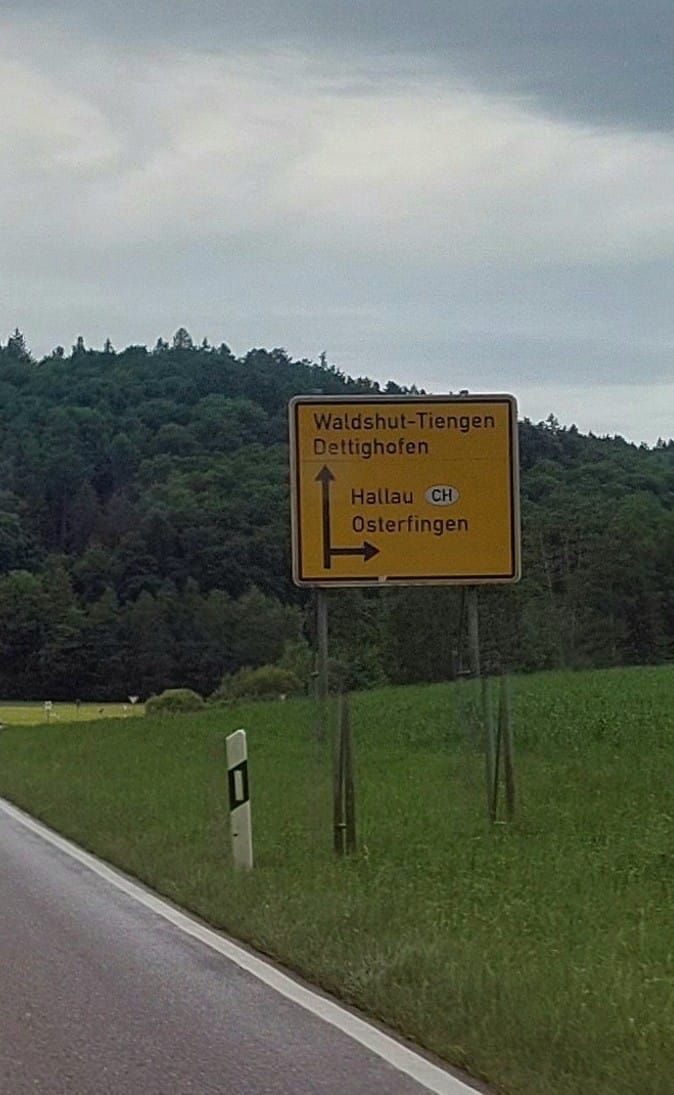 Waldshut-Tiengen
Dettighofen
Hallau CH
Osterfingen